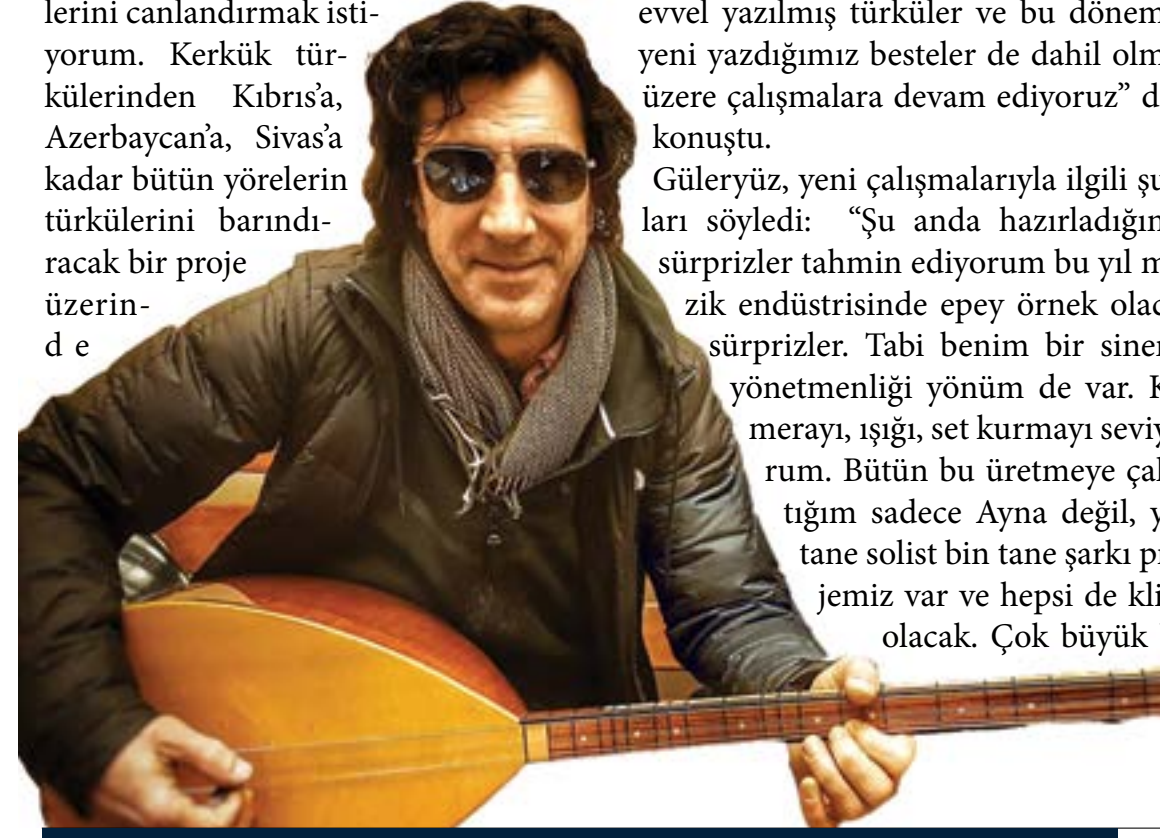 lerini canlandırmak isti-
yorum. Kerkük tür-
külerinden Kıbrıs’a,
Azerbaycan’a, Sivas’a
kadar bütün yörelerin
türkülerini barındı-
racak bir proje
üzerin-
d e
evvel yazılmış türküler ve bu dönem
yeni yazdığımız besteler de dahil olm
üzere çalışmalara devam ediyoruz” d
konuştu.
Güleryüz, yeni çalışmalarıyla ilgili şu
ları söyledi: “Şu anda hazırladığın
sürprizler tahmin ediyorum bu yıl m
zik endüstrisinde epey örnek olac
sürprizler. Tabi benim bir siner
yönetmenliği yönüm de var. K
merayı, ışığı, set kurmayı seviy
rum. Bütün bu üretmeye çal
tığım sadece Ayna değil, y
tane solist bin tane şarkı pr
jemiz var ve hepsi de kli
olacak. Çok büyük